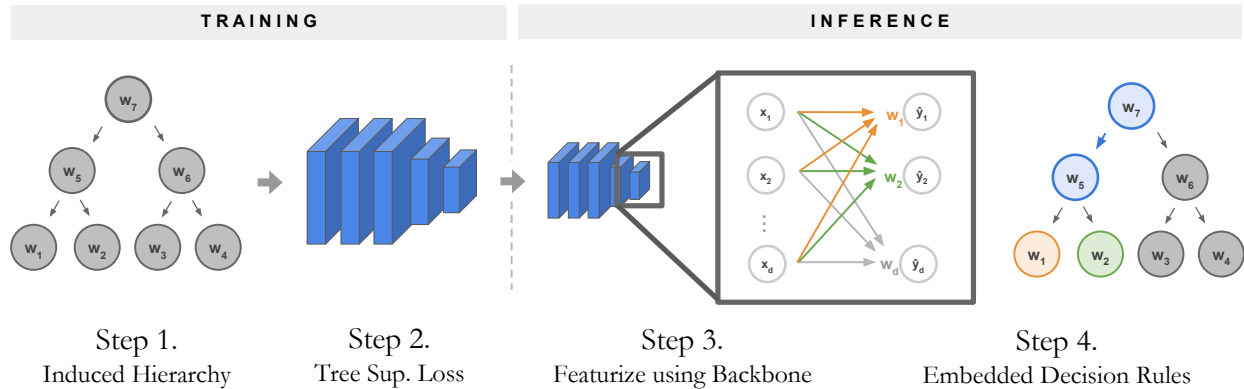 TRAINING
INFERENCE
w7
w5 w6
w1 w2 w3 w4
x1 w1 ŷ1
x2 w2 ŷ2
⋮
xd wd ŷd
w7
w5 w6
w1 w2 w3 w4
Step 1.
Induced Hierarchy
Step 2.
Tree Sup. Loss
Step 3.
Featurize using Backbone
Step 4.
Embedded Decision Rules